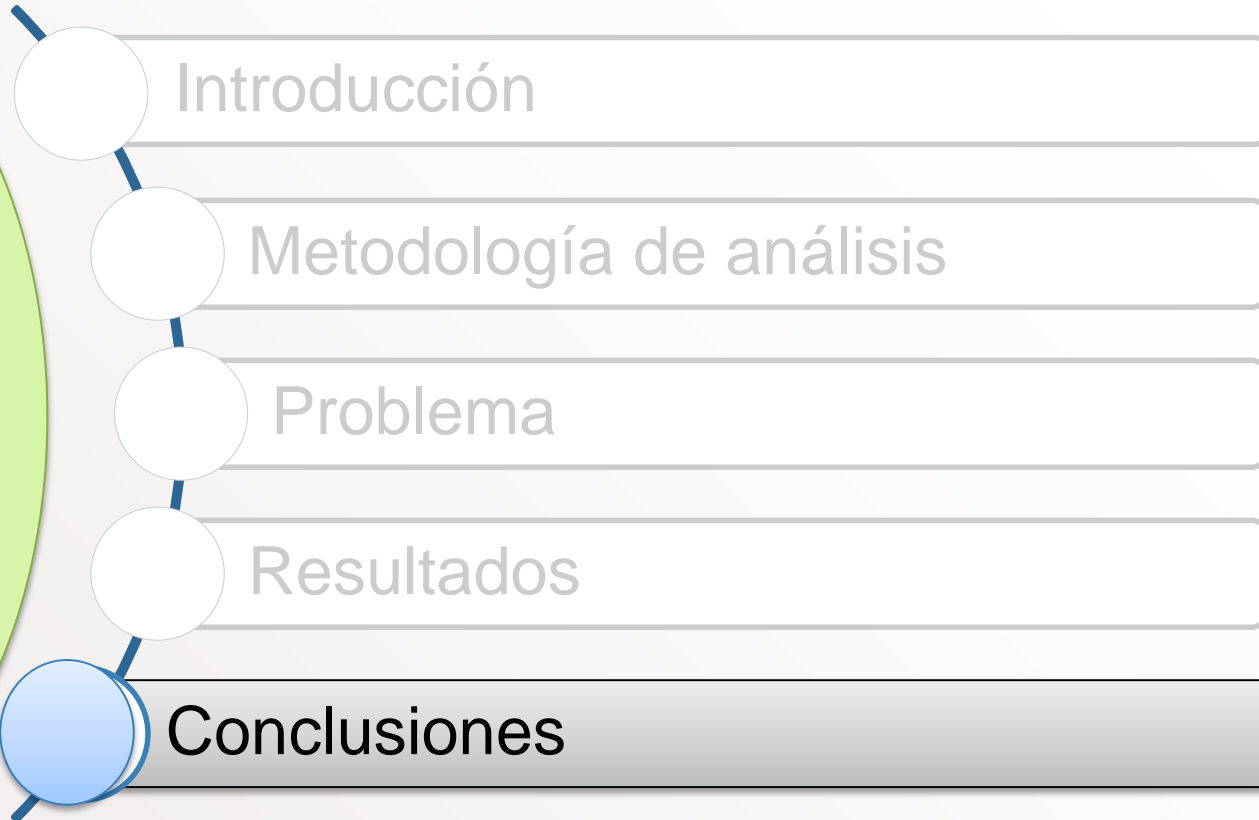 Introducción
Metodología de análisis
Problema
Resultados
Conclusiones